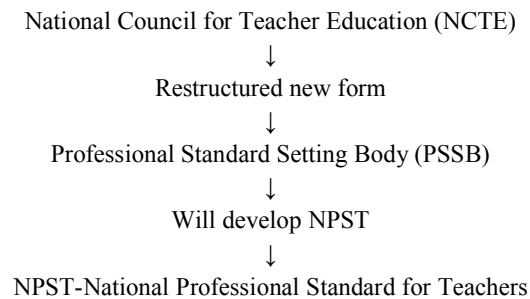 National Council for Teacher Education (NCTE)
↓
Restructured new form
↓
Professional Standard Setting Body (PSSB)
↓
Will develop NPST
↓
NPST-National Professional Standard for Teachers